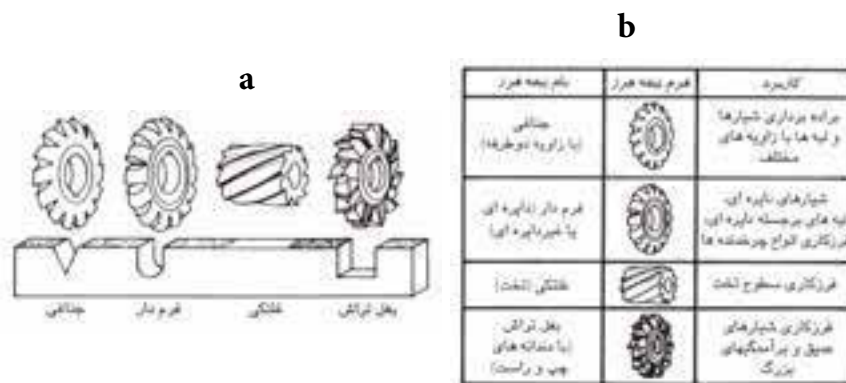 a
b
جناغی
فرم دار
غلتکی
بغل تراش
کاربرد
فرم تیغه فرز
نام تیغه فرز
براده برداری شیارها
و لبه ها با زاویه های
مختلف
جناغی
(با زاویه دوطرفه)
شیارهای دایره ای،
لبه های برجسته دایره ای،
فرزکاری انواع چرخدنده ها
فرم دار (دایره ای
یا غیردایره ای)
فرزکاری سطوح تخت
غلتکی (تخت)
فرزکاری شیارهای
عمیق و برآمدگیهای
بزرگ
بغل تراش
(با دندانه های
چپ و راست)